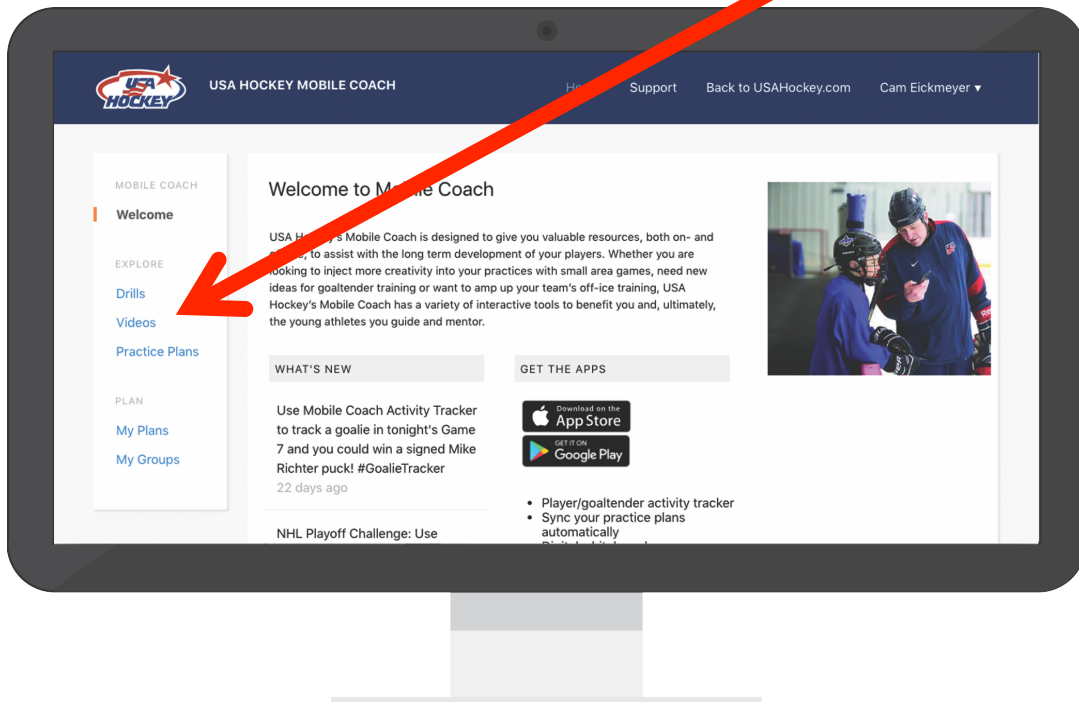 USA
HOCKEY
USA HOCKEY MOBILE COACH
Support
Back to USAHockey.com
Cam Eickmeyer ▾
MOBILE COACH
Welcome
EXPLORE
Drills
Videos
Practice Plans
PLAN
My Plans
My Groups
Welcome to Coach
USA Mobile Coach is designed to give you valuable resources, both on- and
to assist with the long term development of your players. Whether you are
looking to inject more creativity into your practices with small area games, need new
ideas for goaltender training or want to amp up your team's off-ice training, USA
Hockey's Mobile Coach has a variety of interactive tools to benefit you and, ultimately,
the young athletes you guide and mentor.
WHAT'S NEW
Use Mobile Coach Activity Tracker
to track a goalie in tonight's Game
7 and you could win a signed Mike
Richter puck! #GoalieTracker
22 days ago
NHL Playoff Challenge: Use
GET THE APPS
Download on the
App Store
GET IT ON
Google Play
• Player/goaltender activity tracker
• Sync your practice plans
automatically